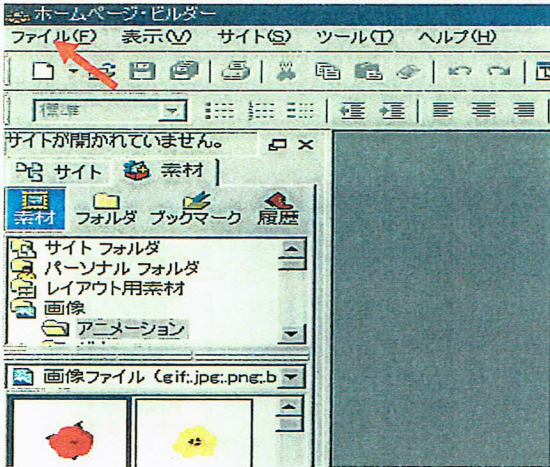 ホームページ・ビルダー
ファイル(F) 表示(V) サイト(S) ツール(T) ヘルプ(H)
標準
サイトが開かれていません。
サイト 素材
素材 フォルダ ブックマーク 履歴
サイト フォルダ
パーソナル フォルダ
レイアウト用素材
画像
アニメーション
画像ファイル (gif;.jpg;.png;.b